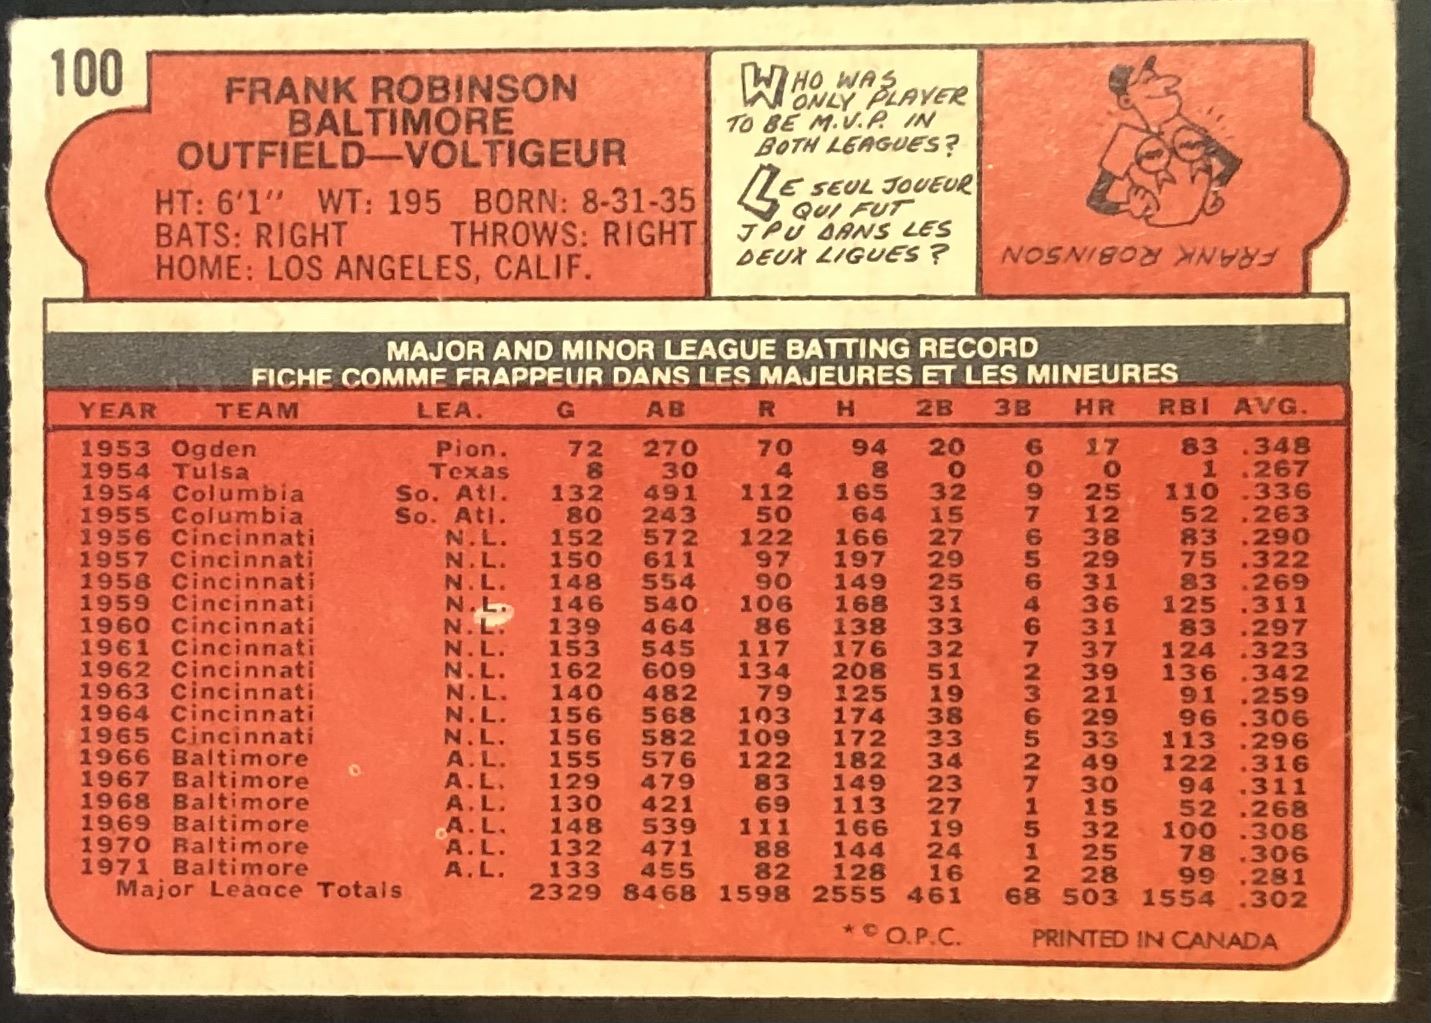 100
FRANK ROBINSON
BALTIMORE
OUTFIELD—VOLTIGEUR
HT: 6'1" WT: 195 BORN: 8-31-35
BATS: RIGHT THROWS: RIGHT
HOME: LOS ANGELES, CALIF.
WHO WAS
ONLY PLAYER
TO BE M.V.P. IN
BOTH LEAGUES?
LE SEUL JOUEUR
QUI FUT
JPU DANS LES
DEUX LIGUES?
FRANK ROBINSON
MAJOR AND MINOR LEAGUE BATTING RECORD
FICHE COMME FRAPPEUR DANS LES MAJEURES ET LES MINEURES
YEAR TEAM LEA. G AB R H 2B 3B HR RBI AVG.
1953 Ogden Pion. 72 270 70 94 20 6 17 83 .348
1954 Tulsa Texas 8 30 4 8 0 0 0 1 .267
1954 Columbia So. Atl. 132 491 112 165 32 9 25 110 .336
1955 Columbia So. Atl. 80 243 50 64 15 7 12 52 .263
1956 Cincinnati N.L. 152 572 122 166 27 6 38 83 .290
1957 Cincinnati N.L. 150 611 97 197 29 5 29 75 .322
1958 Cincinnati N.L. 148 554 90 149 25 6 31 83 .269
1959 Cincinnati N.L. 146 540 106 168 31 4 36 125 .311
1960 Cincinnati N.L. 139 464 86 138 33 6 31 83 .297
1961 Cincinnati N.L. 153 545 117 176 32 7 37 124 .323
1962 Cincinnati N.L. 162 609 134 208 51 2 39 136 .342
1963 Cincinnati N.L. 140 482 79 125 19 3 21 91 .259
1964 Cincinnati N.L. 156 568 103 174 38 6 29 96 .306
1965 Cincinnati N.L. 156 582 109 172 33 5 33 113 .296
1966 Baltimore A.L. 155 576 122 182 34 2 49 122 .316
1967 Baltimore A.L. 129 479 83 149 23 7 30 94 .311
1968 Baltimore A.L. 130 421 69 113 27 1 15 52 .268
1969 Baltimore A.L. 148 539 111 166 19 5 32 100 .308
1970 Baltimore A.L. 132 471 88 144 24 1 25 78 .306
1971 Baltimore A.L. 133 455 82 128 16 2 28 99 .281
Major League Totals 2329 8468 1598 2555 461 68 503 1554 .302
* © O.P.C. PRINTED IN CANADA